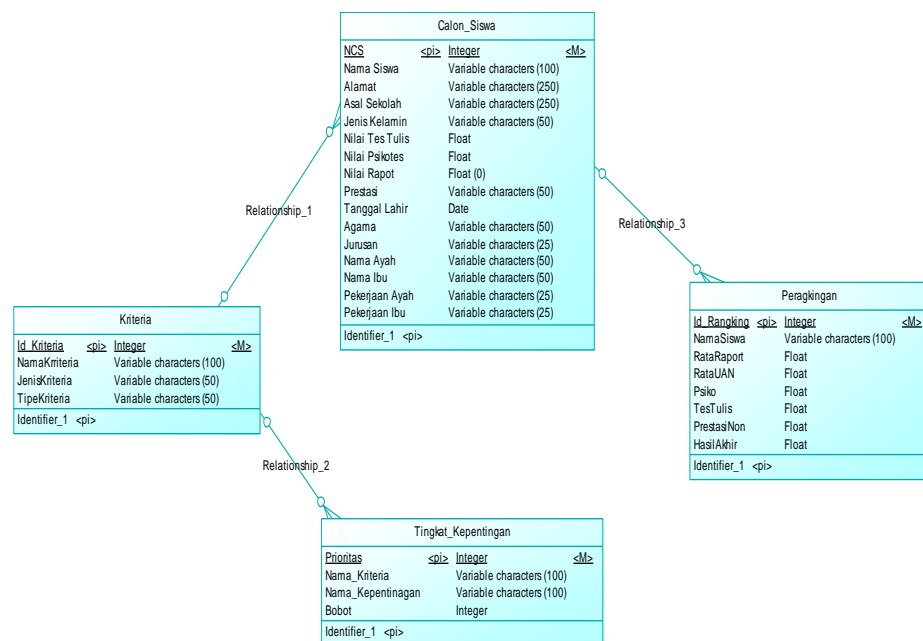 Calon_Siswa
NCS <pi> Integer <M>
Nama Siswa Variable characters (100)
Alamat Variable characters (250)
Asal Sekolah Variable characters (250)
Jenis Kelamin Variable characters (50)
Nilai Tes Tulis Float
Nilai Psikotes Float
Nilai Rapot Float (0)
Prestasi Variable characters (50)
Tanggal Lahir Date
Agama Variable characters (50)
Jurusan Variable characters (25)
Nama Ayah Variable characters (50)
Nama Ibu Variable characters (50)
Pekerjaan Ayah Variable characters (25)
Pekerjaan Ibu Variable characters (25)
Identifier_1 <pi>
Relationship_1
Relationship_3
Kriteria
Id_Kriteria <pi> Integer <M>
NamaKrriteria Variable characters (100)
JenisKriteria Variable characters (50)
TipeKriteria Variable characters (50)
Identifier_1 <pi>
Peragkingan
Id_Rangking <pi> Integer <M>
NamaSiswa Variable characters (100)
RataRaport Float
RataUAN Float
Psiko Float
TesTulis Float
PrestasiNon Float
HasilAkhir Float
Identifier_1 <pi>
Relationship_2
Tingkat_Kepentingan
Prioritas <pi> Integer <M>
Nama_Kriteria Variable characters (100)
Nama_Kepentinagan Variable characters (100)
Bobot Integer
Identifier_1 <pi>